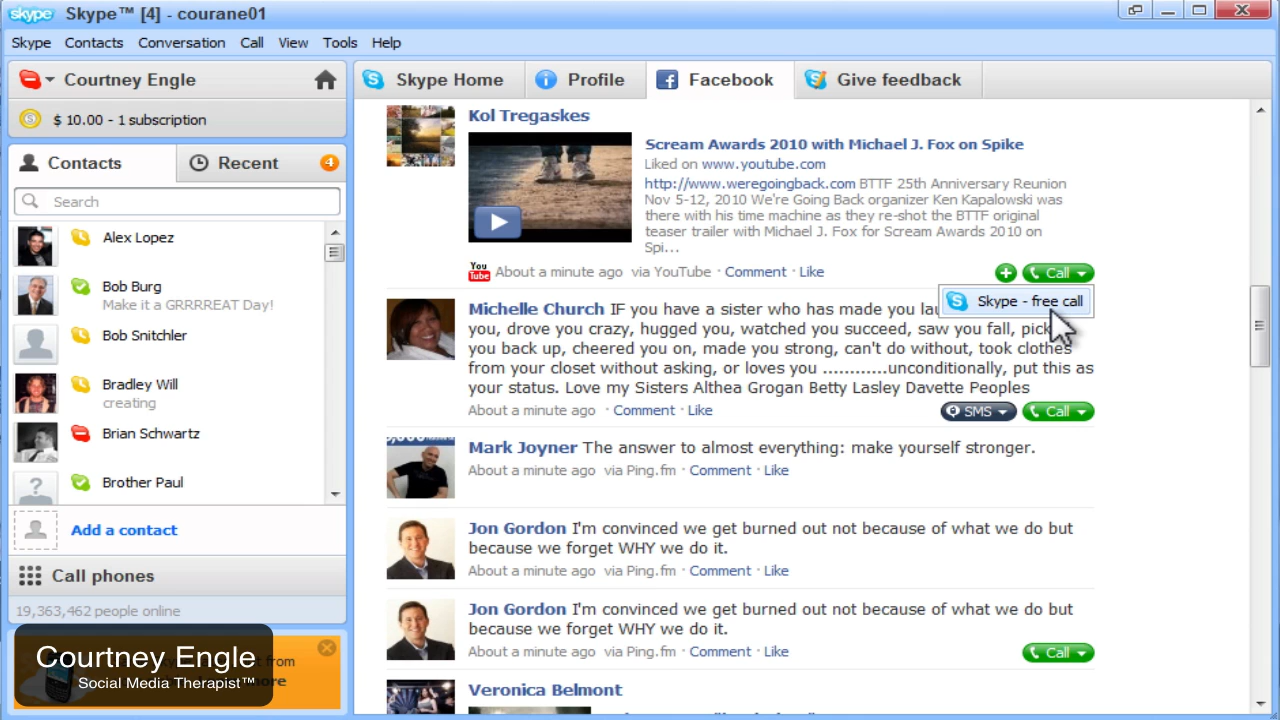 skype Skype™ [4] - courane01
Skype Contacts Conversation Call View Tools Help
Courtney Engle
$ 10.00 - 1 subscription
Contacts Recent 4
Search
Alex Lopez
Bob Burg
Make it a GRRRREAT Day!
Bob Snitchler
Bradley Will
creating
Brian Schwartz
Brother Paul
Add a contact
Call phones
19,363,462 people online
from
Courtney Engle
Social Media Therapist™
Skype Home Profile Facebook Give feedback
Kol Tregaskes
Scream Awards 2010 with Michael J. Fox on Spike
Liked on www.youtube.com
http://www.weregoingback.com BTTF 25th Anniversary Reunion
Nov 5-12, 2010 We're Going Back organizer Ken Kapalowski was
there with his time machine as they re-shot the BTTF original
teaser trailer with Michael J. Fox for Scream Awards 2010 on
Spi...
You Tube About a minute ago via YouTube · Comment · Like Call
Skype - free call
Michelle Church IF you have a sister who has made you
you, drove you crazy, hugged you, watched you succeed, saw you fall, pick
you back up, cheered you on, made you strong, can't do without, took clothes
from your closet without asking, or loves you ............unconditionally, put this as
your status. Love my Sisters Althea Grogan Betty Lasley Davette Peoples
About a minute ago · Comment · Like SMS Call
Mark Joyner The answer to almost everything: make yourself stronger.
About a minute ago via Ping.fm · Comment · Like
Jon Gordon I'm convinced we get burned out not because of what we do but
because we forget WHY we do it.
About a minute ago via Ping.fm · Comment · Like
Jon Gordon I'm convinced we get burned out not because of what we do but
because we forget WHY we do it.
About a minute ago via Ping.fm · Comment · Like Call
Veronica Belmont